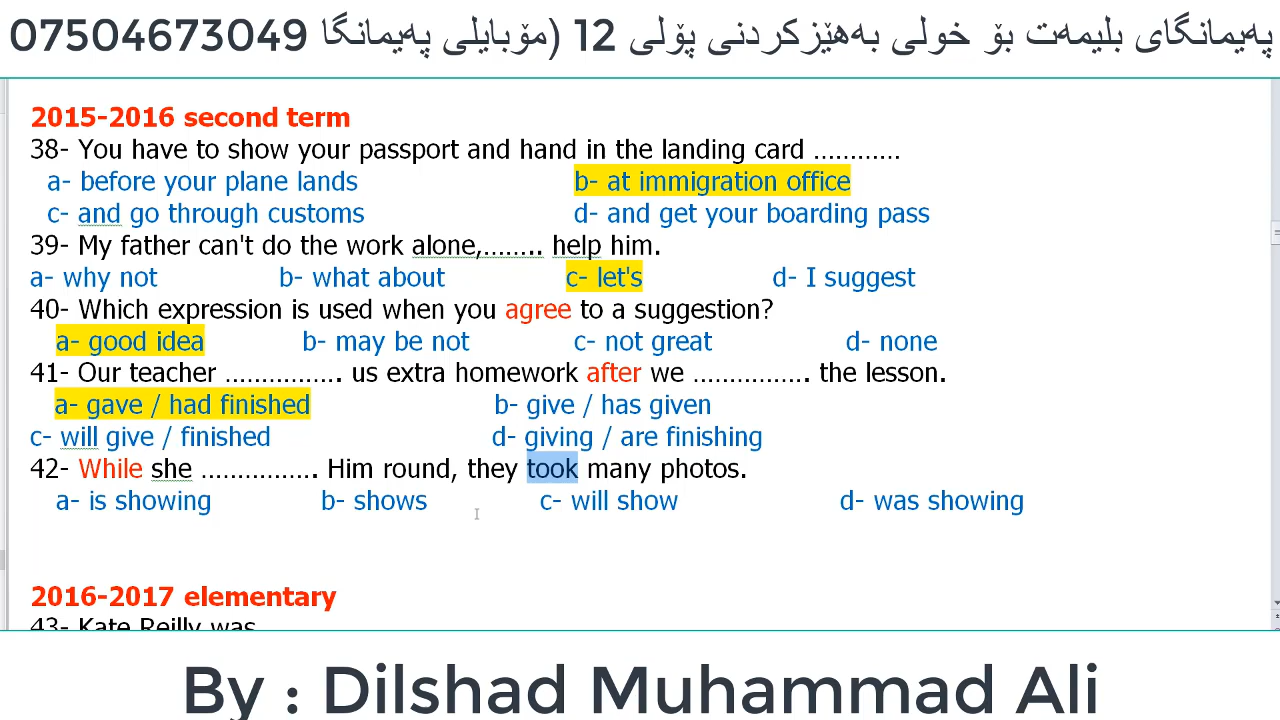 پەیمانگای بلیمەت بۆ خولی بەهێزکردنی پۆلی 12 (مۆبایلی پەیمانگا 07504673049
2015-2016 second term
38- You have to show your passport and hand in the landing card ............
a- before your plane lands b- at immigration office
c- and go through customs d- and get your boarding pass
39- My father can't do the work alone,........ help him.
a- why not b- what about c- let's d- I suggest
40- Which expression is used when you agree to a suggestion?
a- good idea b- may be not c- not great d- none
41- Our teacher ................ us extra homework after we ................ the lesson.
a- gave / had finished b- give / has given
c- will give / finished d- giving / are finishing
42- While she ................ Him round, they took many photos.
a- is showing b- shows c- will show d- was showing
2016-2017 elementary
43- Kate Reilly was
By : Dilshad Muhammad Ali